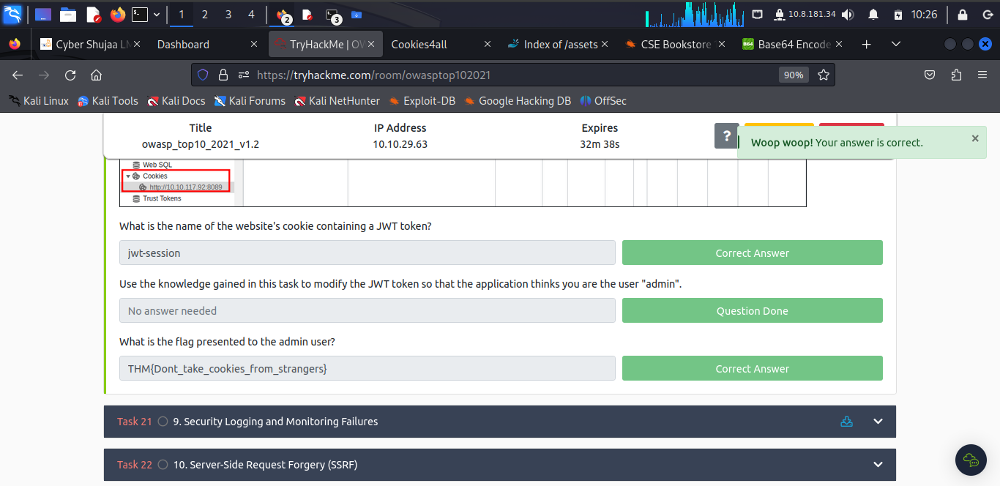 1 2 3 4 2 3 10.8.181.34 10:26
Cyber Shujaa LM Dashboard TryHackMe | OW Cookies4all Index of /assets CSE Bookstore B64 Base64 Encode
https://tryhackme.com/room/owasptop102021 90%
Kali Linux Kali Tools Kali Docs Kali Forums Kali NetHunter Exploit-DB Google Hacking DB OffSec
Title IP Address Expires
owasp_top10_2021_v1.2 10.10.29.63 32m 38s
? Woop woop! Your answer is correct. ×
Web SQL
Cookies
http://10.10.117.92:8089
Trust Tokens
What is the name of the website's cookie containing a JWT token?
jwt-session Correct Answer
Use the knowledge gained in this task to modify the JWT token so that the application thinks you are the user "admin".
No answer needed Question Done
What is the flag presented to the admin user?
THM{Dont_take_cookies_from_strangers} Correct Answer
Task 21 9. Security Logging and Monitoring Failures
Task 22 10. Server-Side Request Forgery (SSRF)